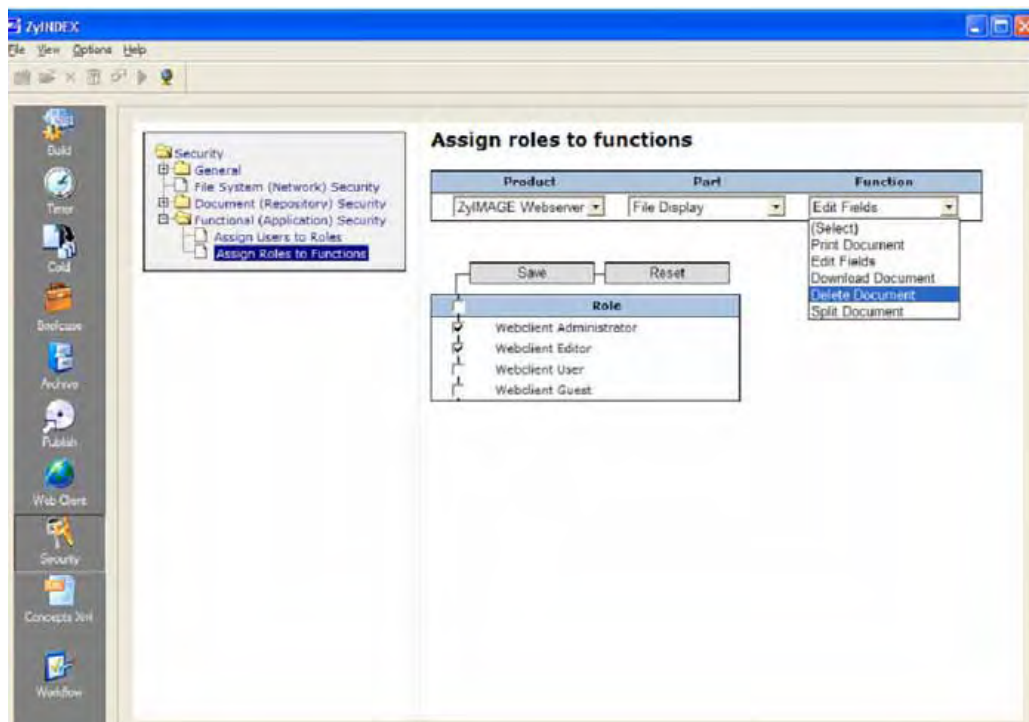 ZyINDEX
File View Options Help
Build
Timer
Cold
Briefcase
Archive
Publish
Web Client
Security
Concepts Xml
Workflow
Security
General
File System (Network) Security
Document (Repository) Security
Functional (Application) Security
Assign Users to Roles
Assign Roles to Functions
Assign roles to functions
Product Part Function
ZyIMAGE Webserver File Display Edit Fields
(Select)
Print Document
Edit Fields
Download Document
Delete Document
Split Document
Save Reset
Role
Webclient Administrator
Webclient Editor
Webclient User
Webclient Guest